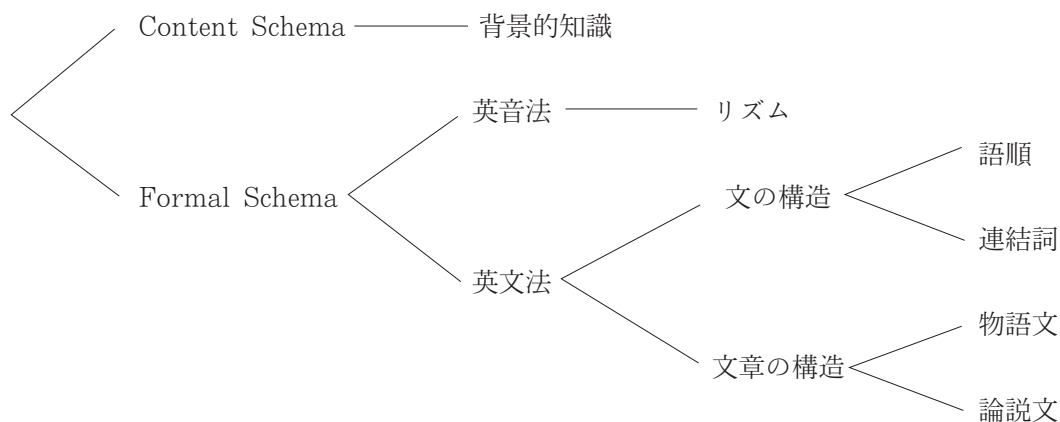 Content Schema 背景的知識
英音法 リズム
語順
Formal Schema 文の構造
連結詞
英文法
物語文
文章の構造
論説文